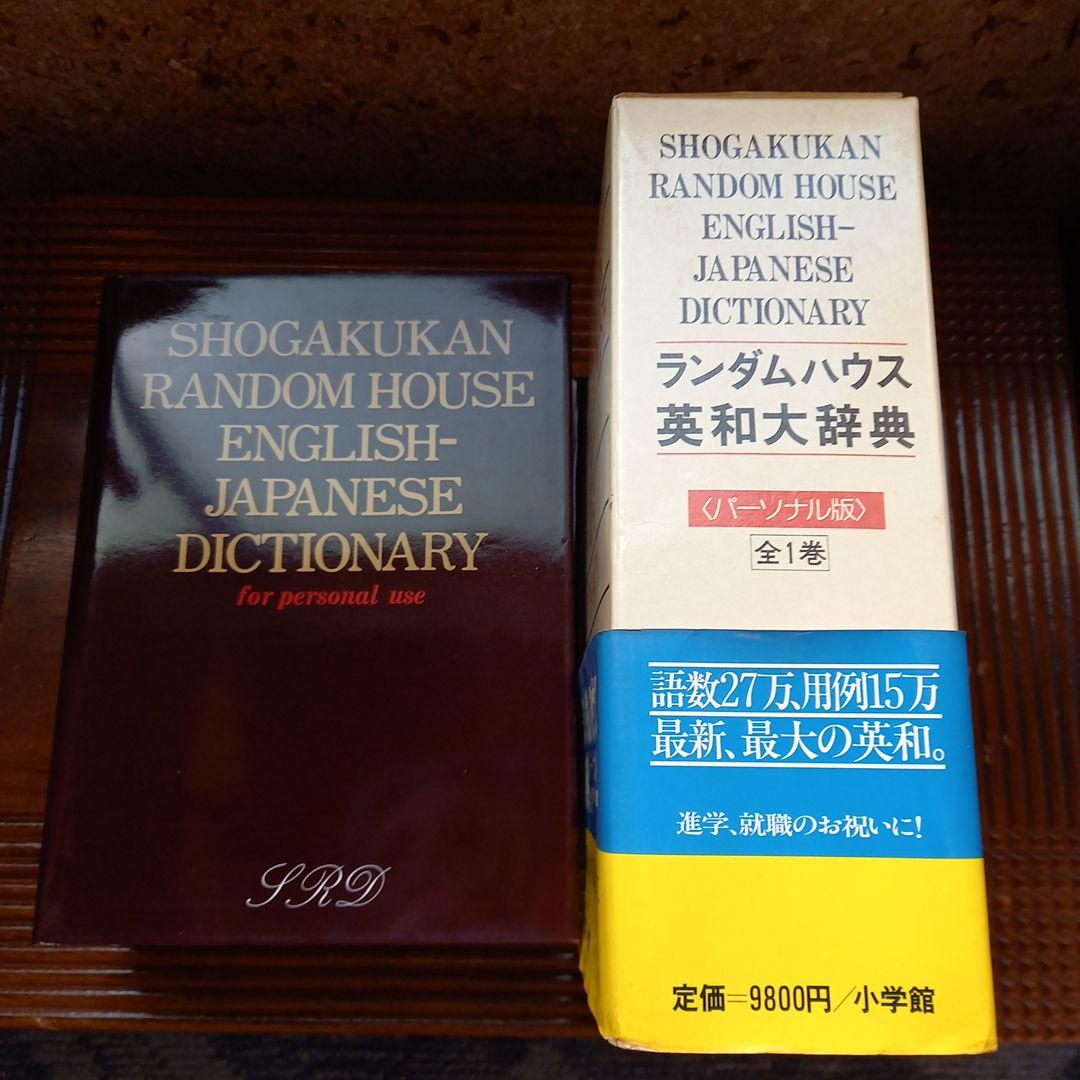 SHOGAKUKAN
RANDOM HOUSE
ENGLISH-
JAPANESE
DICTIONARY
for personal use
SRD
SHOGAKUKAN
RANDOM HOUSE
ENGLISH-
JAPANESE
DICTIONARY
ランダムハウス
英和大辞典
〈パーソナル版〉
全1巻
語数27万、用例15万
最新、最大の英和。
進学、就職のお祝いに!
定価=9800円/小学館